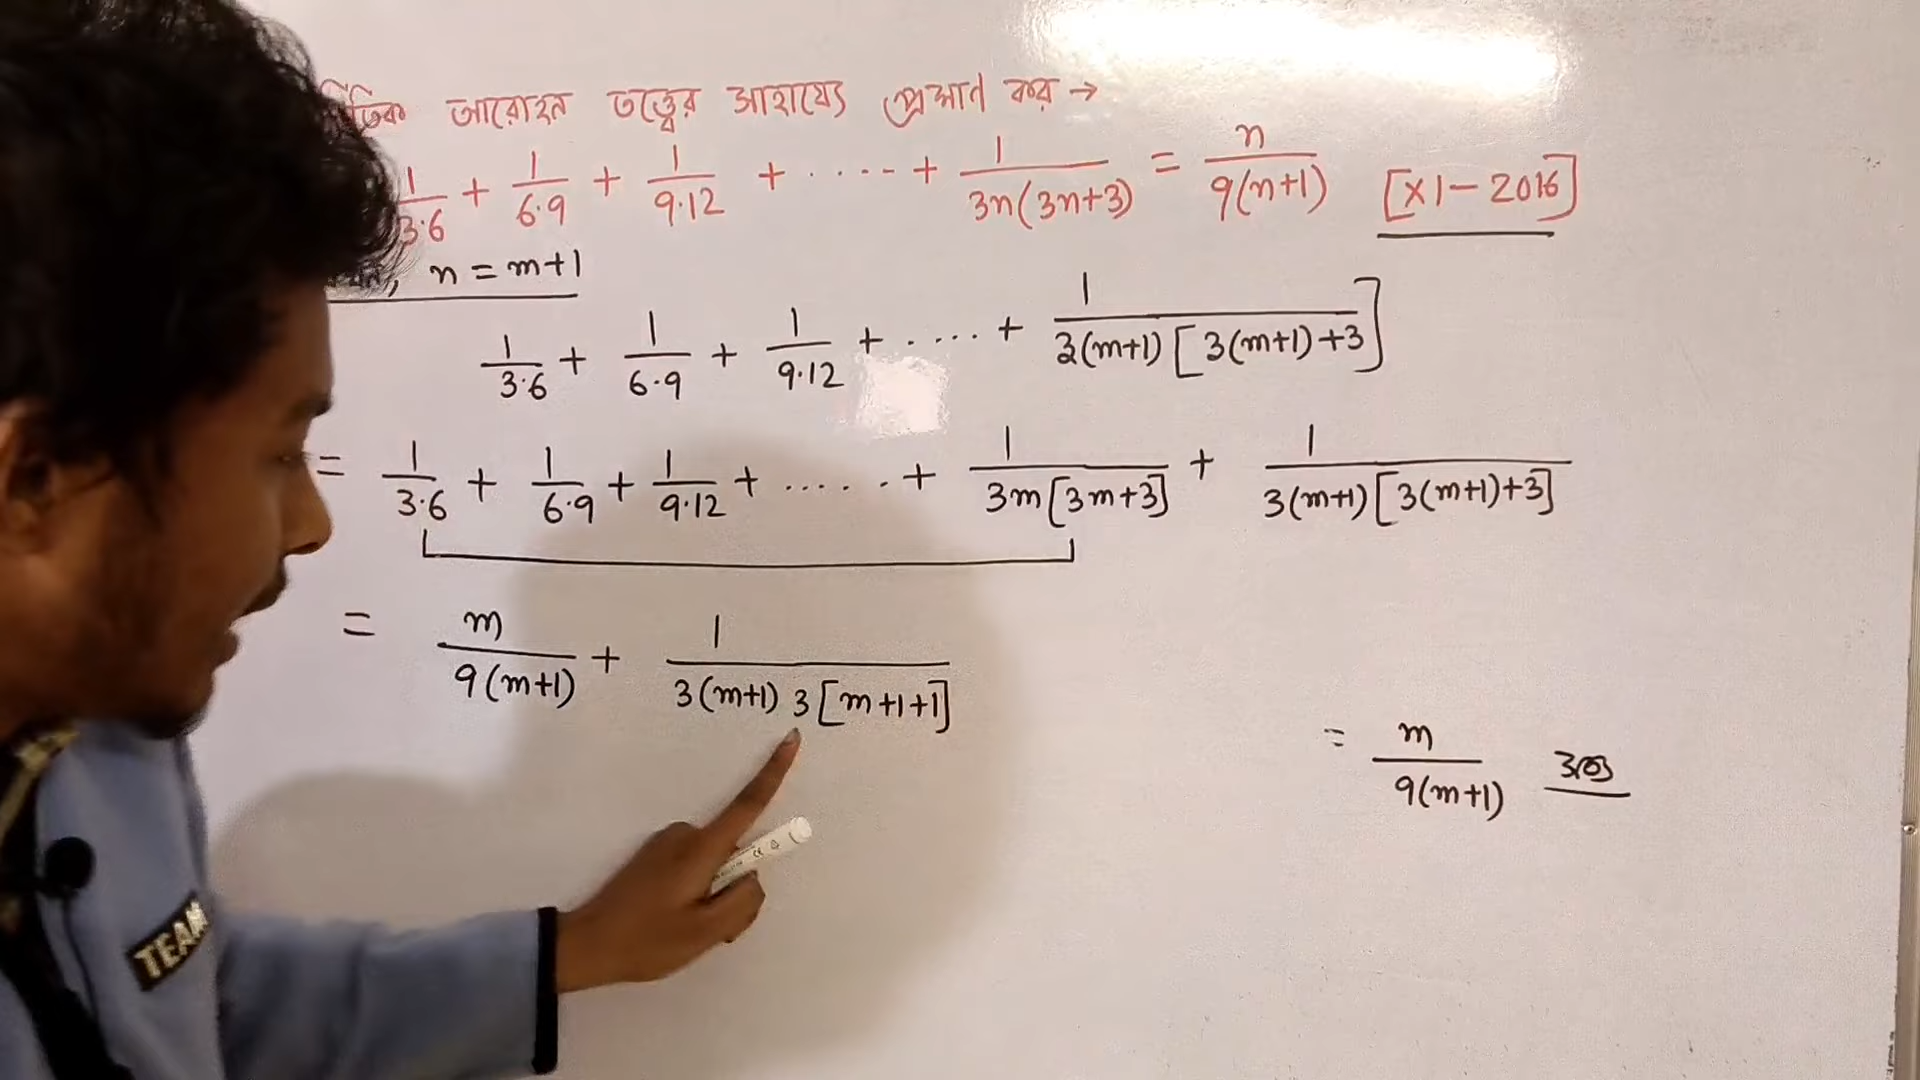 আরোহন তত্ত্বের সাহায্যে প্রমাণ কর →
1/3·6 + 1/6·9 + 1/9·12 + ····· + 1/3n(3n+3) = n/9(n+1) [XI - 2016]
n = m+1
1/3·6 + 1/6·9 + 1/9·12 + ····· + 1/3(m+1)[3(m+1)+3]
= 1/3·6 + 1/6·9 + 1/9·12 + ······ + 1/3m[3m+3] + 1/3(m+1)[3(m+1)+3]
= m/9(m+1) + 1/3(m+1) 3[m+1+1]
= m/9(m+1)
TEAM